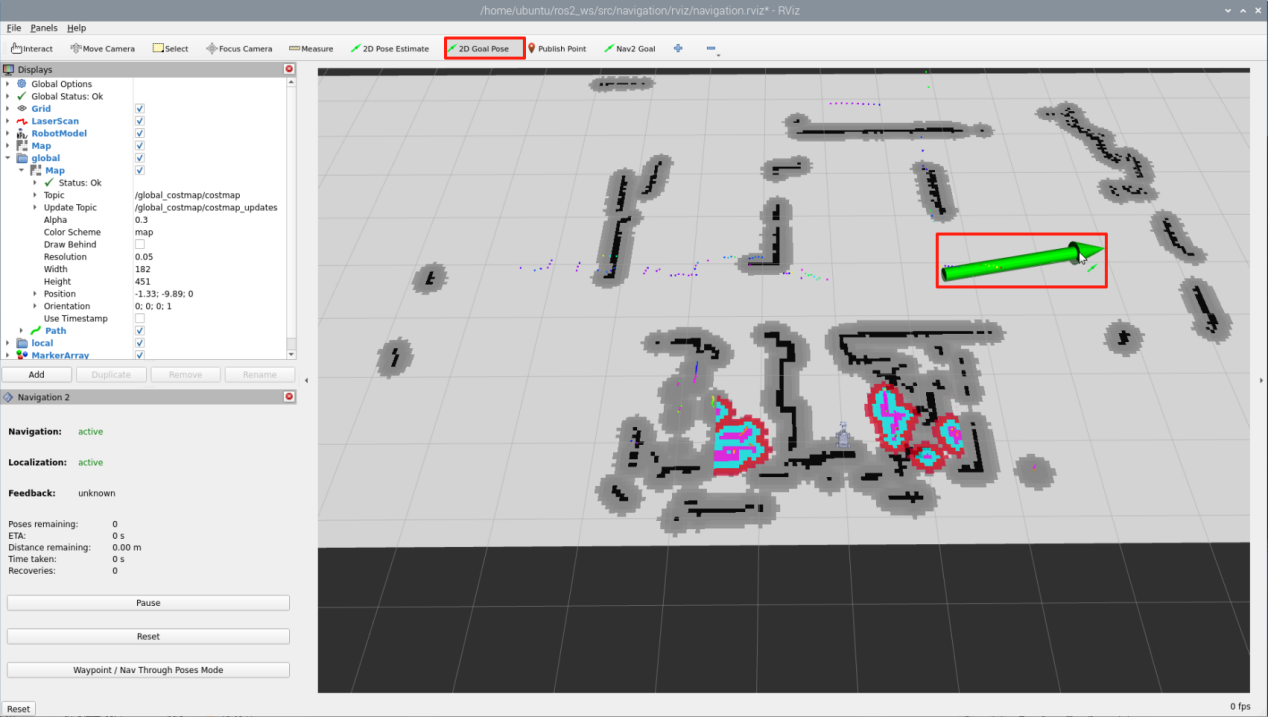 /home/ubuntu/ros2_ws/src/navigation/rviz/navigation.rviz* - RViz
File Panels Help
Interact Move Camera Select Focus Camera Measure 2D Pose Estimate 2D Goal Pose Publish Point Nav2 Goal
Displays
Global Options
Global Status: Ok
Grid
LaserScan
RobotModel
Map
global
Map
Status: Ok
Topic /global_costmap/costmap
Update Topic /global_costmap/costmap_updates
Alpha 0.3
Color Scheme map
Draw Behind
Resolution 0.05
Width 182
Height 451
Position -1.33; -9.89; 0
Orientation 0; 0; 0; 1
Use Timestamp
Path
local
MarkerArray
Add Duplicate Remove Rename
Navigation 2
Navigation: active
Localization: active
Feedback: unknown
Poses remaining: 0
ETA: 0 s
Distance remaining: 0.00 m
Time taken: 0 s
Recoveries: 0
Pause
Reset
Waypoint / Nav Through Poses Mode
Reset
0 fps